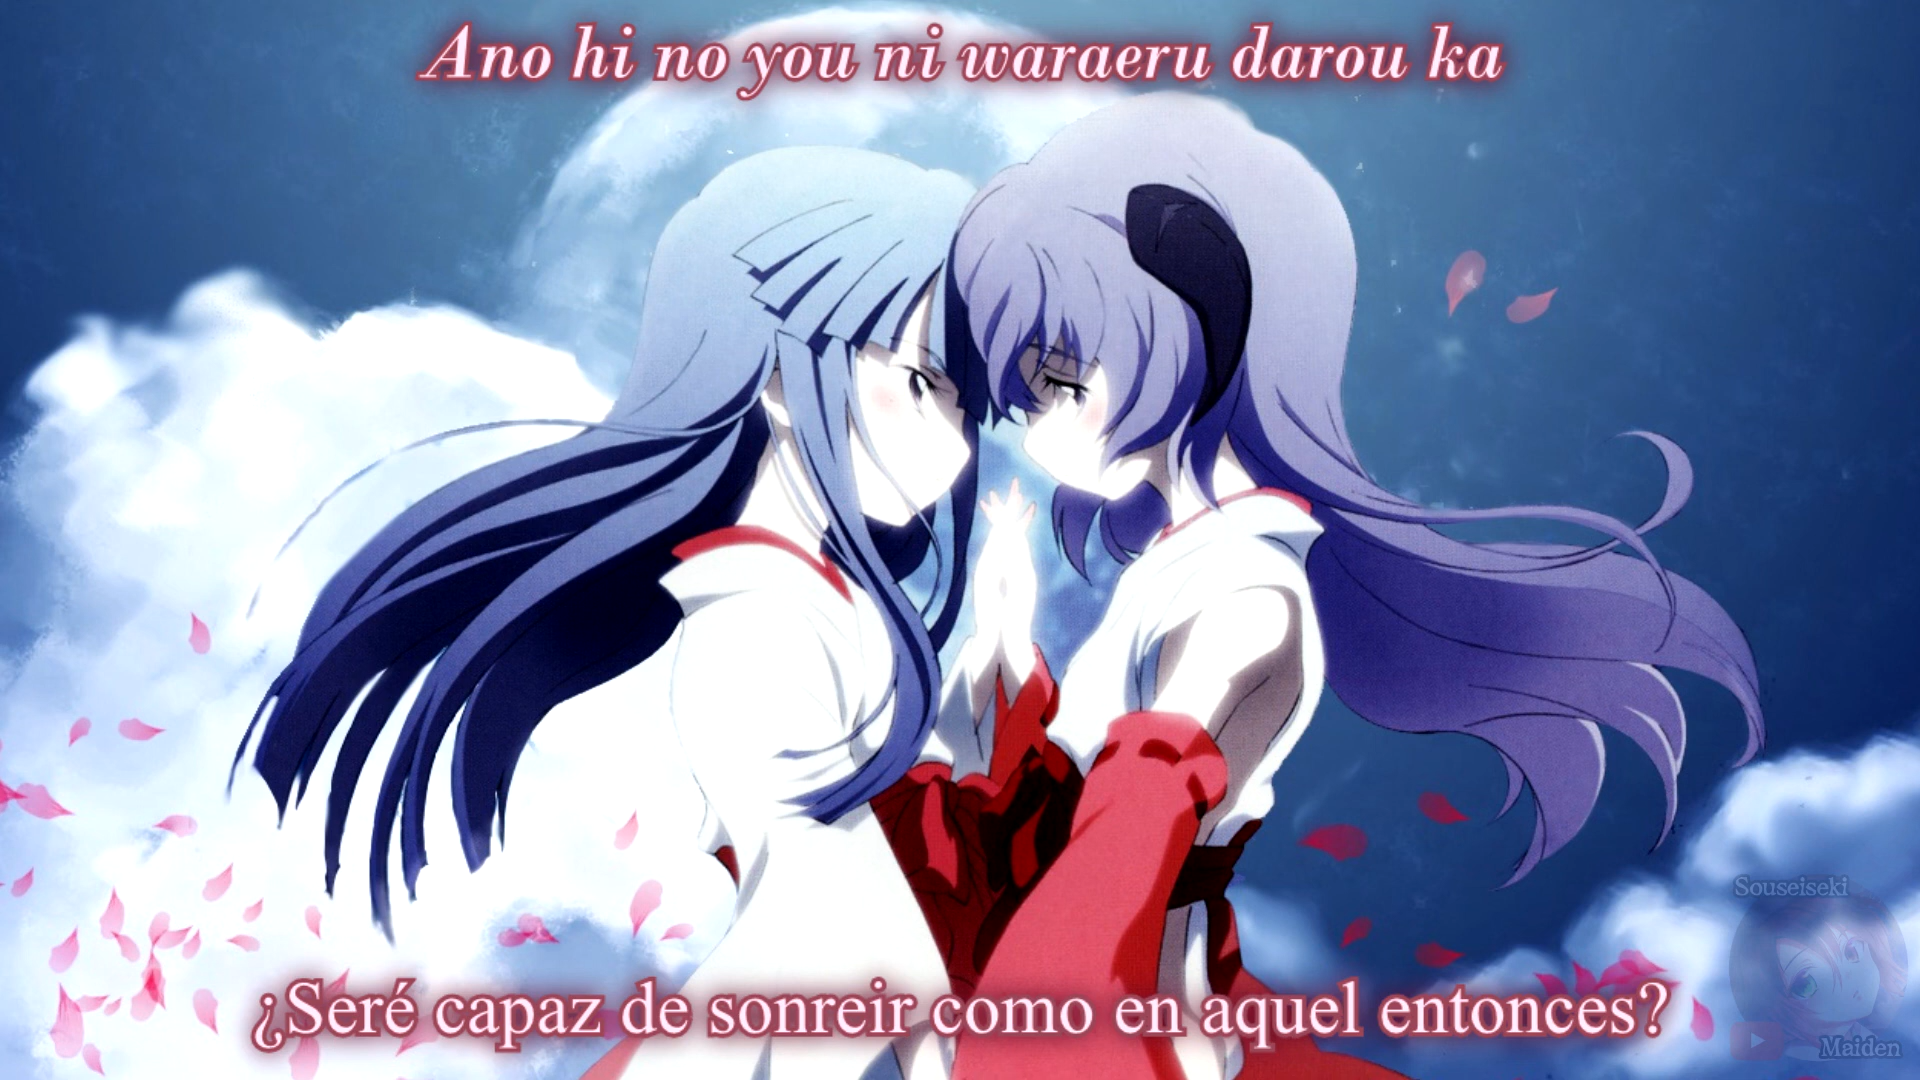 Ano hi no you ni waraeru darou ka
Souseiseki
¿Seré capaz de sonreir como en aquel entonces?
Maiden